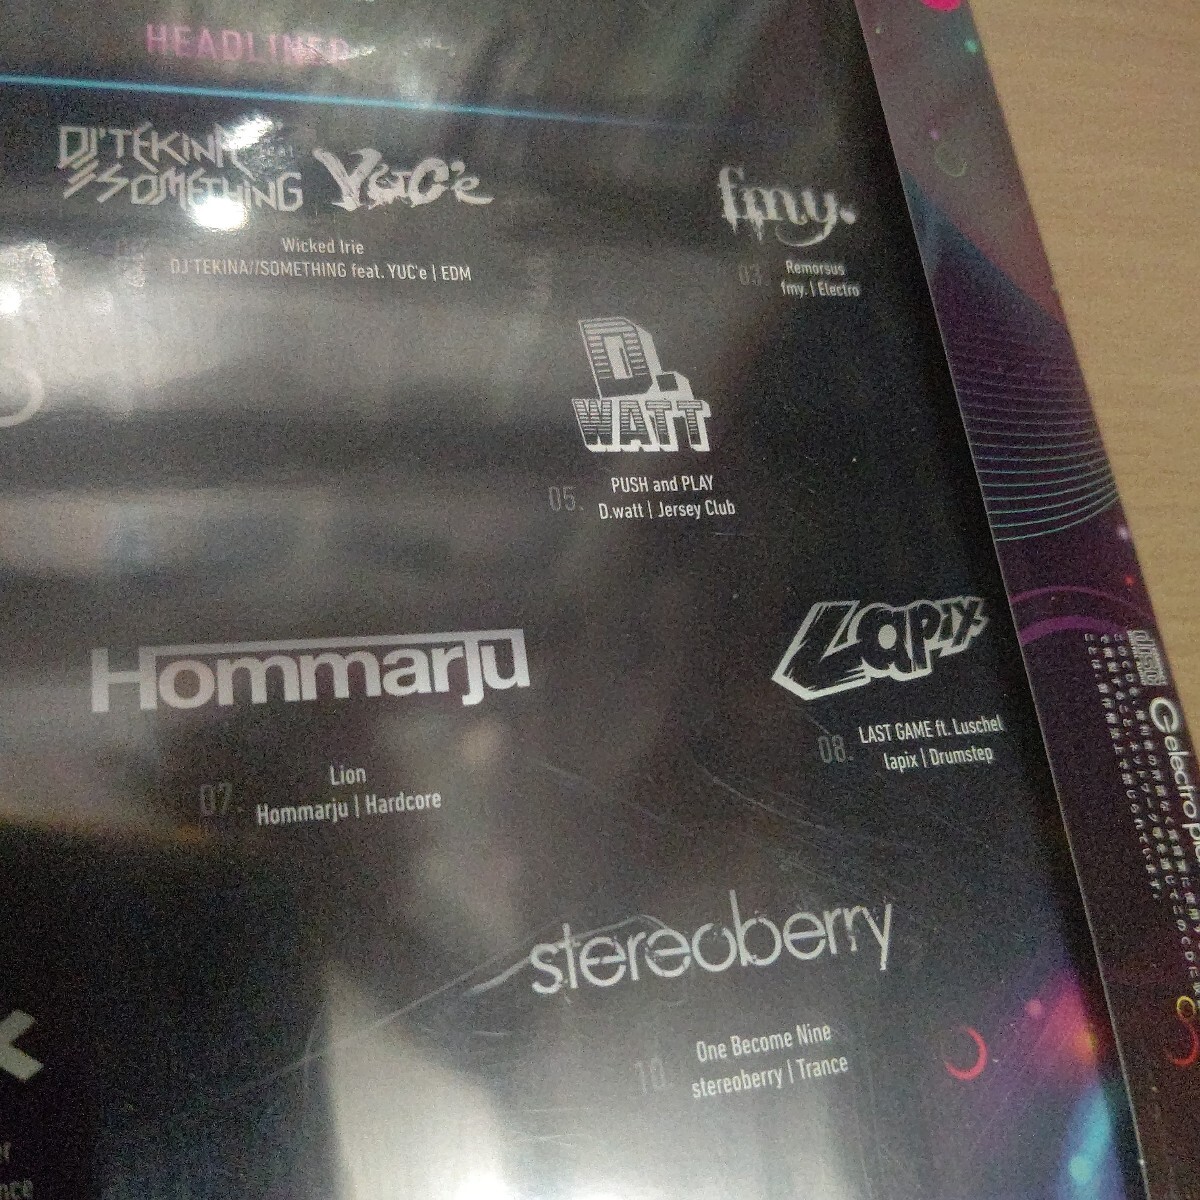 HEADLINER
DJ'TEKINA
//SOMETHING
YUC'e
Wicked Irie
DJ'TEKINA//SOMETHING feat. YUC'e | EDM
fmy.
03.
Remorsus
fmy. | Electro
D.
WATT
05.
PUSH and PLAY
D.watt | Jersey Club
Hommarju
07.
Lion
Hommarju | Hardcore
Lapix
08.
LAST GAME ft. Luschel
lapix | Drumstep
stereoberry
10.
One Become Nine
stereoberry | Trance